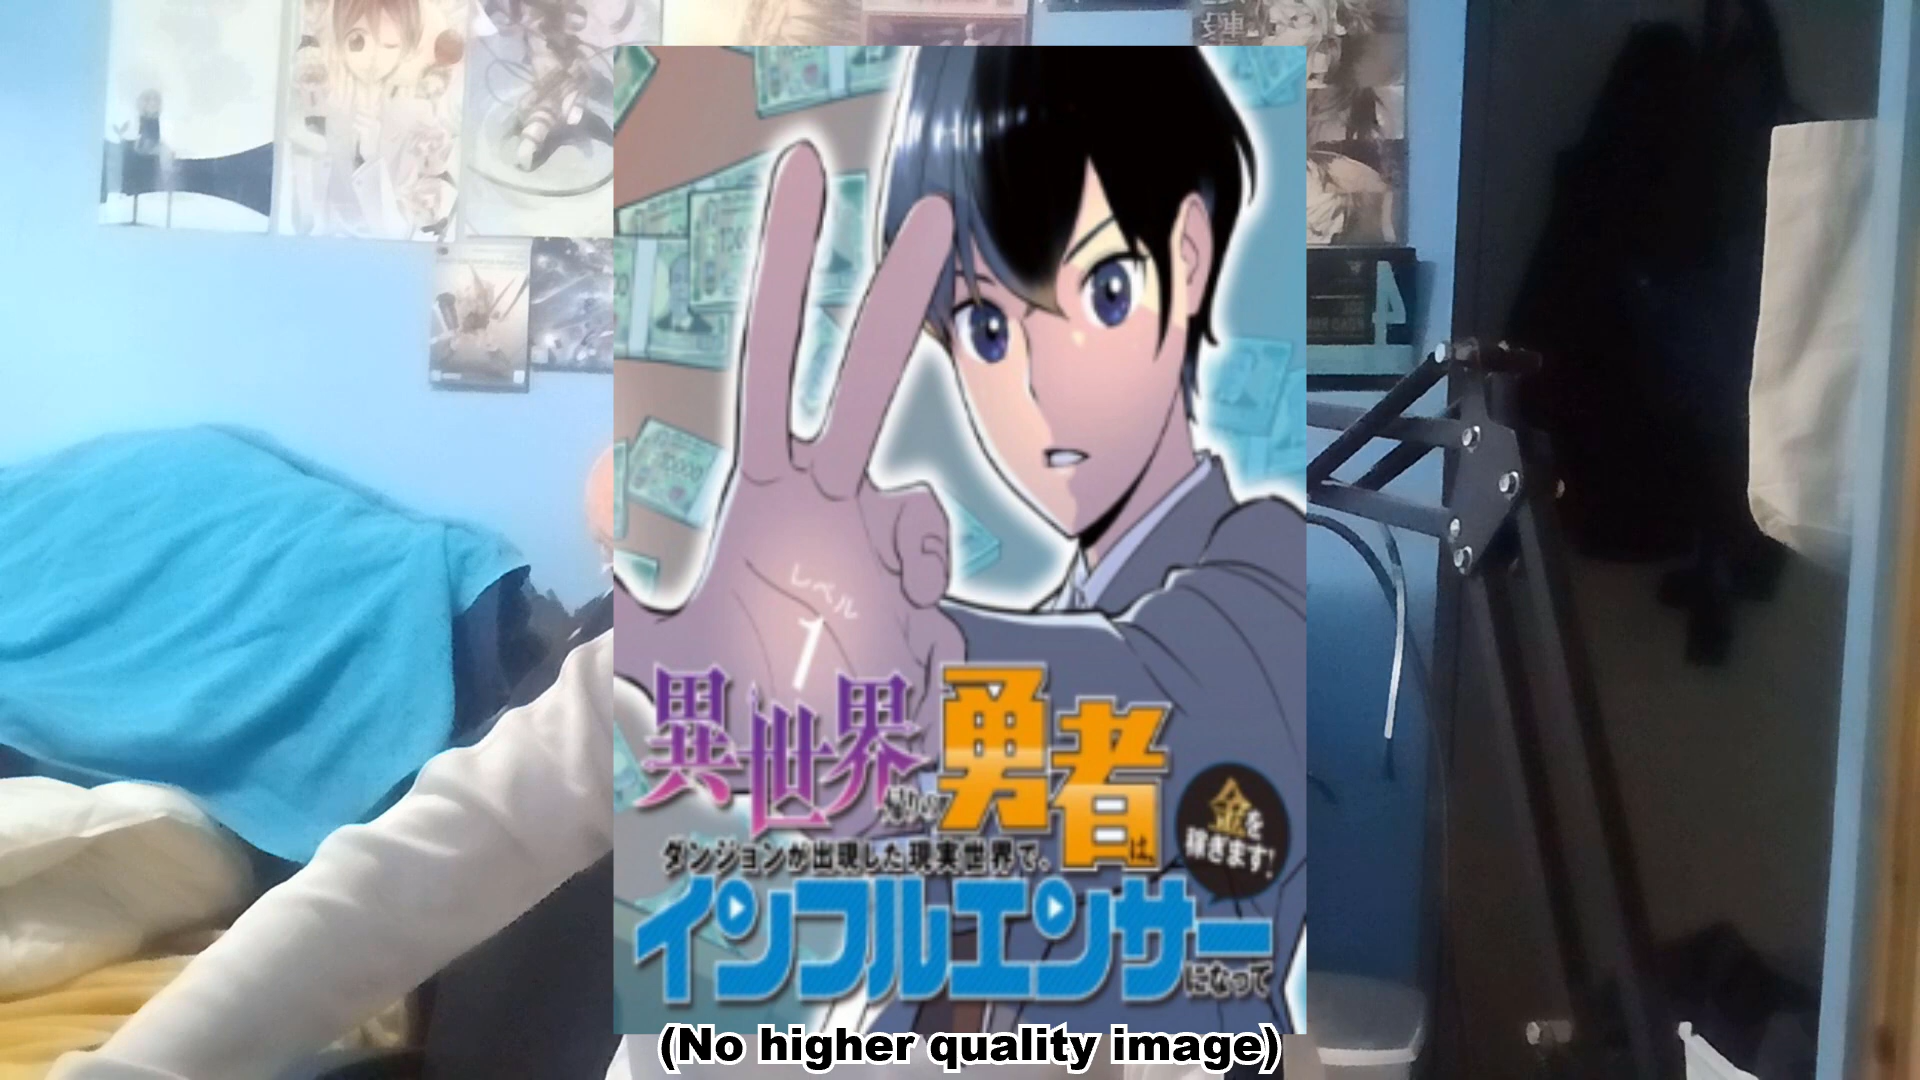 レベル
1
異世界帰りの勇者は、
ダンジョンが出現した現実世界で、
インフルエンサーになって
金を
稼ぎます!
(No higher quality image)
10000
4